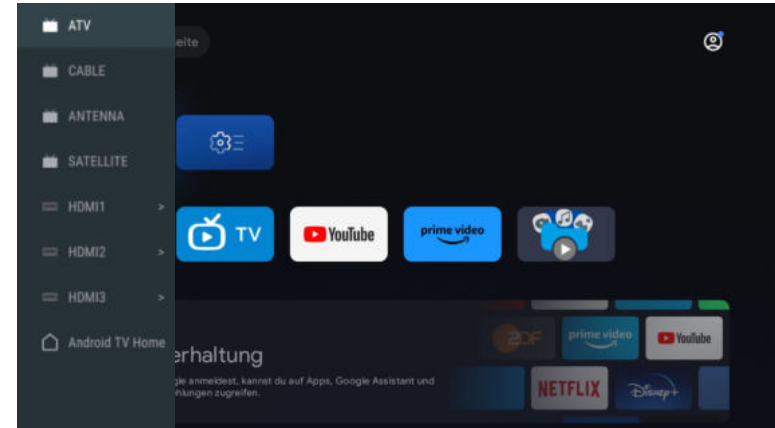 ATV
eite
CABLE
ANTENNA
SATELLITE
HDMI1 >
HDMI2 >
HDMI3 >
Android TV Home
TV
YouTube
prime video
ZDF
prime video
YouTube
NETFLIX
Disney+
erhaltung
gle anmeldest, kannst du auf Apps, Google Assistant und
hlungen zugreifen.